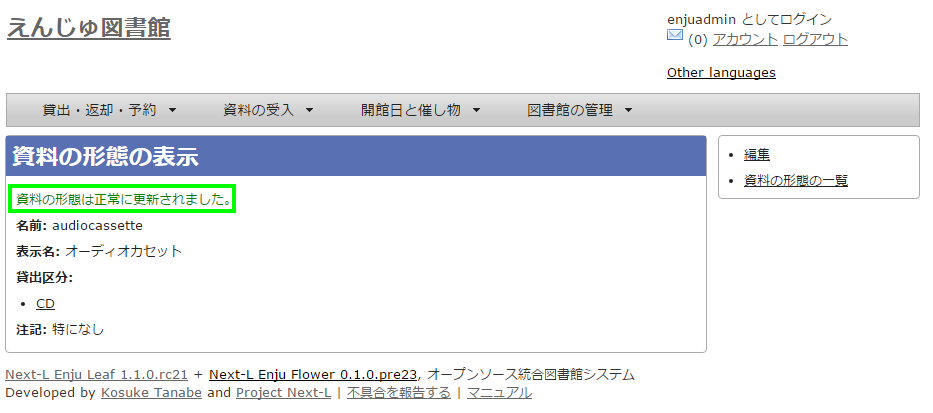 えんじゅ図書館
enjuadmin としてログイン
(0) アカウント ログアウト
Other languages
貸出・返却・予約 資料の受入 開館日と催し物 図書館の管理
資料の形態の表示
資料の形態は正常に更新されました。
名前: audiocassette
表示名: オーディオカセット
貸出区分:
CD
注記: 特になし
編集
資料の形態の一覧
Next-L Enju Leaf 1.1.0.rc21 + Next-L Enju Flower 0.1.0.pre23, オープンソース統合図書館システム
Developed by Kosuke Tanabe and Project Next-L | 不具合を報告する | マニュアル